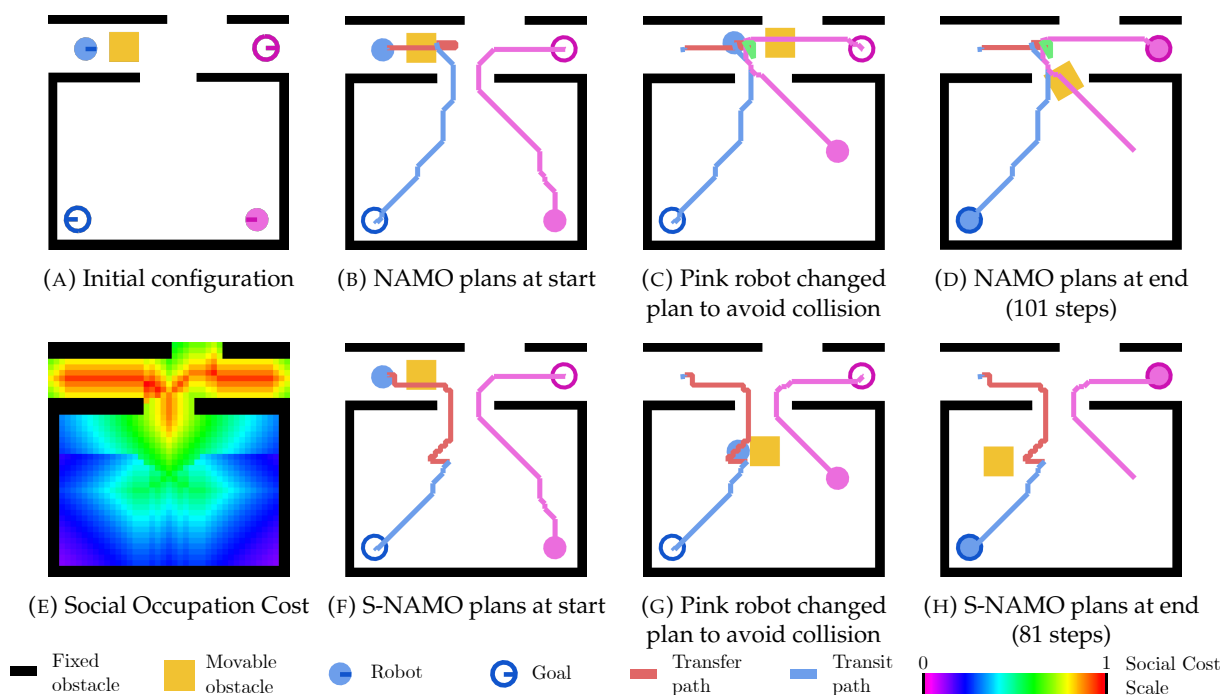 (A) Initial configuration
(B) NAMO plans at start
(C) Pink robot changed
plan to avoid collision
(D) NAMO plans at end
(101 steps)
(E) Social Occupation Cost
(F) S-NAMO plans at start
(G) Pink robot changed
plan to avoid collision
(H) S-NAMO plans at end
(81 steps)
Fixed
obstacle
Movable
obstacle
Robot
Goal
Transfer
path
Transit
path
0 1
Social Cost
Scale